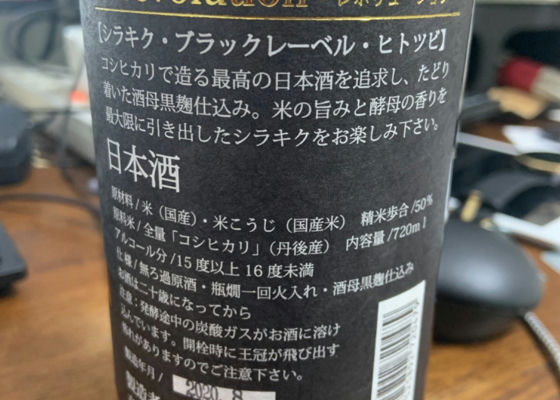 【シラキク・ブラックレーベル・ヒトツビ】
コシヒカリで造る最高の日本酒を追求し、たどり
着いた酒母黒麹仕込み。米の旨みと酵母の香りを
最大限に引き出したシラキクをお楽しみ下さい。
日本酒
原材料/米(国産)・米こうじ(国産米) 精米歩合/50%
原料米/全量「コシヒカリ」(丹後産) 内容量/720ml
アルコール分/15度以上16度未満
仕様/無ろ過原酒・瓶燗一回火入れ・酒母黒麹仕込み
お酒は二十歳になってから
注意:発酵途中の炭酸ガスがお酒に溶け
込んでいます。開栓時に王冠が飛び出す
恐れがありますのでご注意下さい。
製造年月/ 2020.8